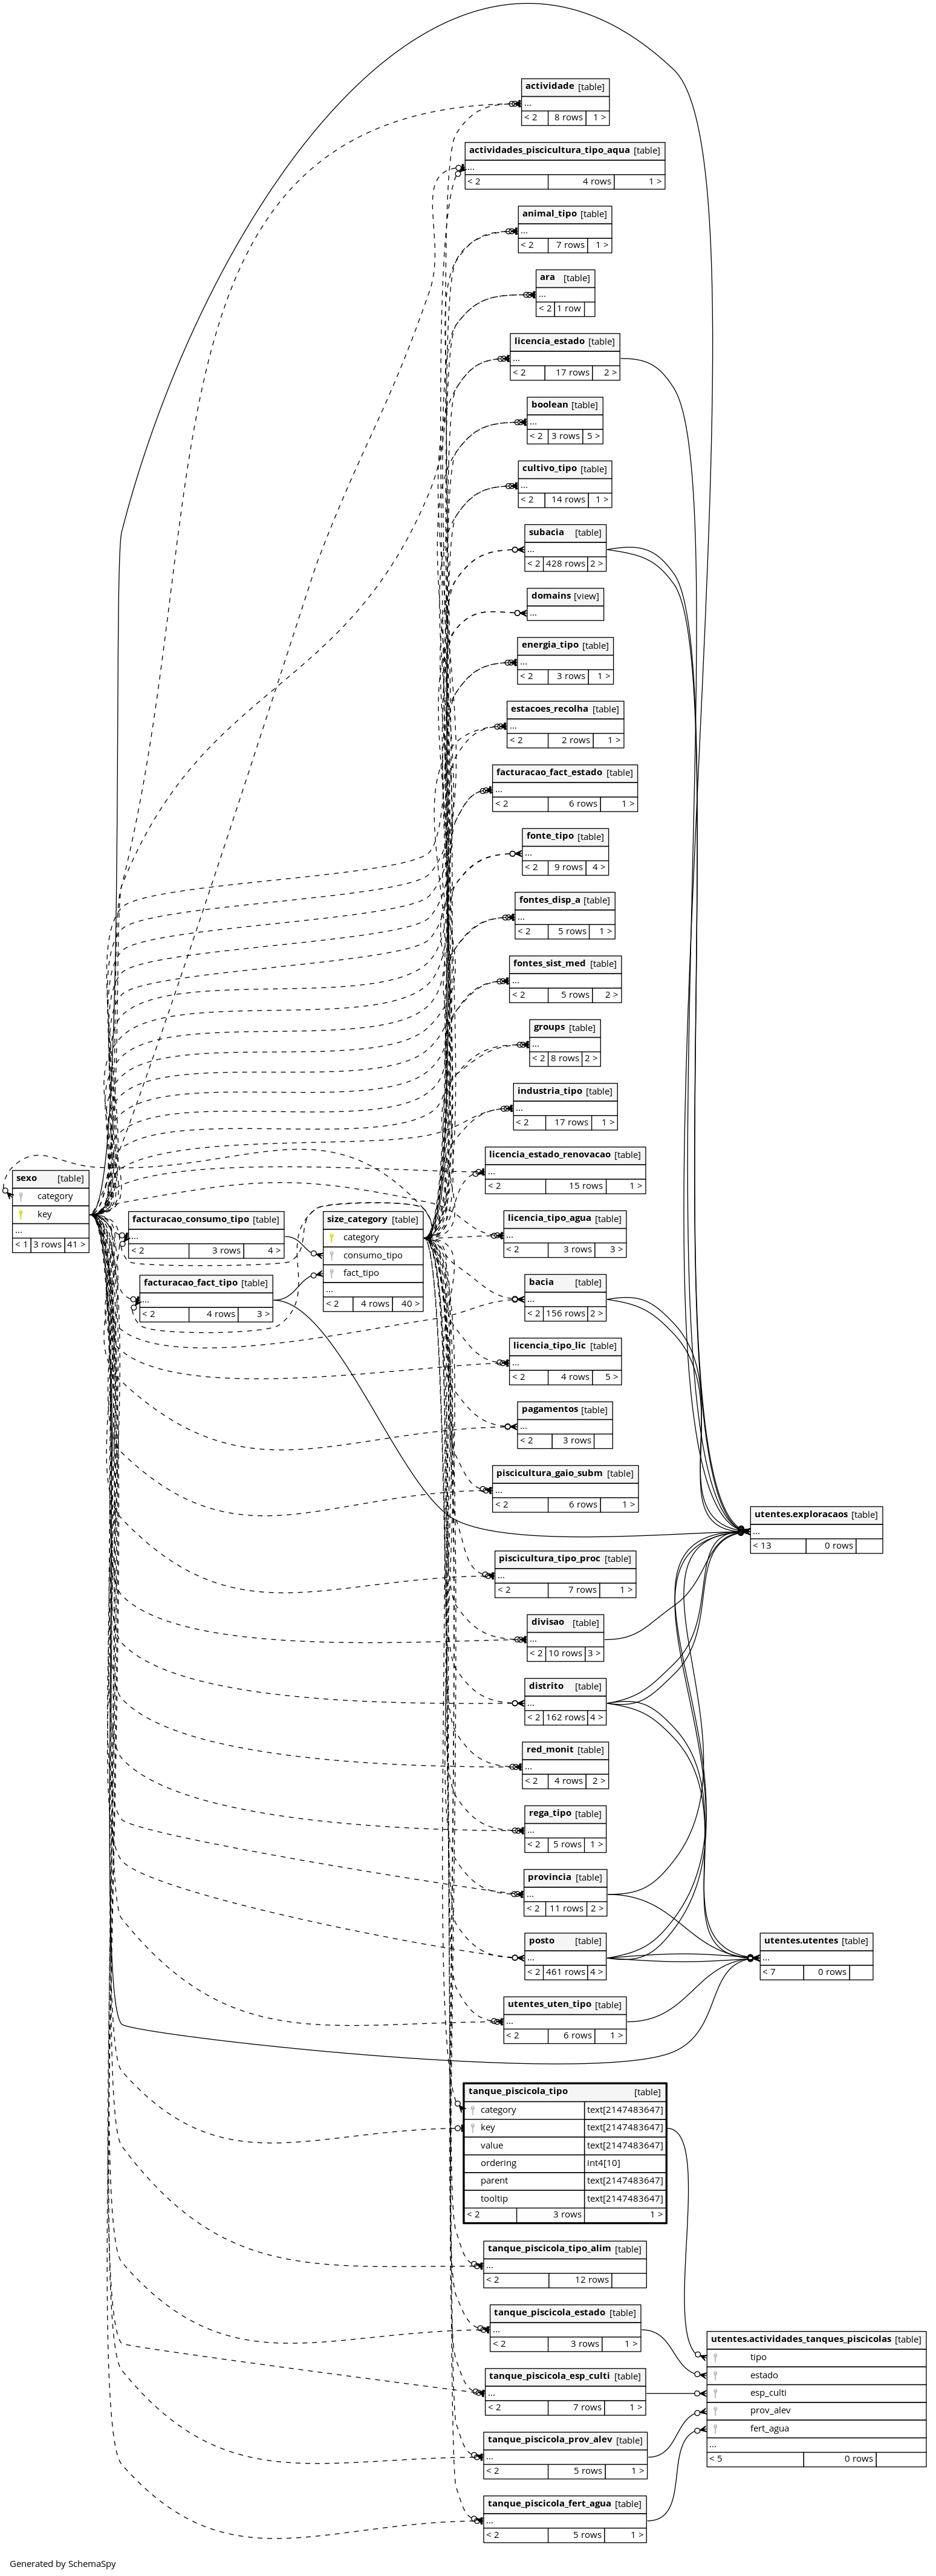 actividade [table]
...
< 2 8 rows 1 >
actividades_piscicultura_tipo_aqua [table]
...
< 2 4 rows 1 >
animal_tipo [table]
...
< 2 7 rows 1 >
ara [table]
...
< 2 1 row
licencia_estado [table]
...
< 2 17 rows 2 >
boolean [table]
...
< 2 3 rows 5 >
cultivo_tipo [table]
...
< 2 14 rows 1 >
subacia [table]
...
< 2 428 rows 2 >
domains [view]
...
energia_tipo [table]
...
< 2 3 rows 1 >
estacoes_recolha [table]
...
< 2 2 rows 1 >
facturacao_fact_estado [table]
...
< 2 6 rows 1 >
fonte_tipo [table]
...
< 2 9 rows 4 >
fontes_disp_a [table]
...
< 2 5 rows 1 >
fontes_sist_med [table]
...
< 2 5 rows 2 >
groups [table]
...
< 2 8 rows 2 >
industria_tipo [table]
...
< 2 17 rows 1 >
licencia_estado_renovacao [table]
...
< 2 15 rows 1 >
sexo [table]
category
key
...
< 1 3 rows 41 >
facturacao_consumo_tipo [table]
...
< 2 3 rows 4 >
facturacao_fact_tipo [table]
...
< 2 4 rows 3 >
size_category [table]
category
consumo_tipo
fact_tipo
...
< 2 4 rows 40 >
licencia_tipo_agua [table]
...
< 2 3 rows 3 >
bacia [table]
...
< 2 156 rows 2 >
licencia_tipo_lic [table]
...
< 2 4 rows 5 >
pagamentos [table]
...
< 2 3 rows
piscicultura_gaio_subm [table]
...
< 2 6 rows 1 >
utentes.exploracaos [table]
...
< 13 0 rows
piscicultura_tipo_proc [table]
...
< 2 7 rows 1 >
divisao [table]
...
< 2 10 rows 3 >
distrito [table]
...
< 2 162 rows 4 >
red_monit [table]
...
< 2 4 rows 2 >
rega_tipo [table]
...
< 2 5 rows 1 >
provincia [table]
...
< 2 11 rows 2 >
posto [table]
...
< 2 461 rows 4 >
utentes.utentes [table]
...
< 7 0 rows
utentes_uten_tipo [table]
...
< 2 6 rows 1 >
tanque_piscicola_tipo [table]
category text[2147483647]
key text[2147483647]
value text[2147483647]
ordering int4[10]
parent text[2147483647]
tooltip text[2147483647]
< 2 3 rows 1 >
tanque_piscicola_tipo_alim [table]
...
< 2 12 rows
tanque_piscicola_estado [table]
...
< 2 3 rows 1 >
tanque_piscicola_esp_culti [table]
...
< 2 7 rows 1 >
tanque_piscicola_prov_alev [table]
...
< 2 5 rows 1 >
tanque_piscicola_fert_agua [table]
...
< 2 5 rows 1 >
utentes.actividades_tanques_piscicolas [table]
tipo
estado
esp_culti
prov_alev
fert_agua
...
< 5 0 rows
Generated by SchemaSpy